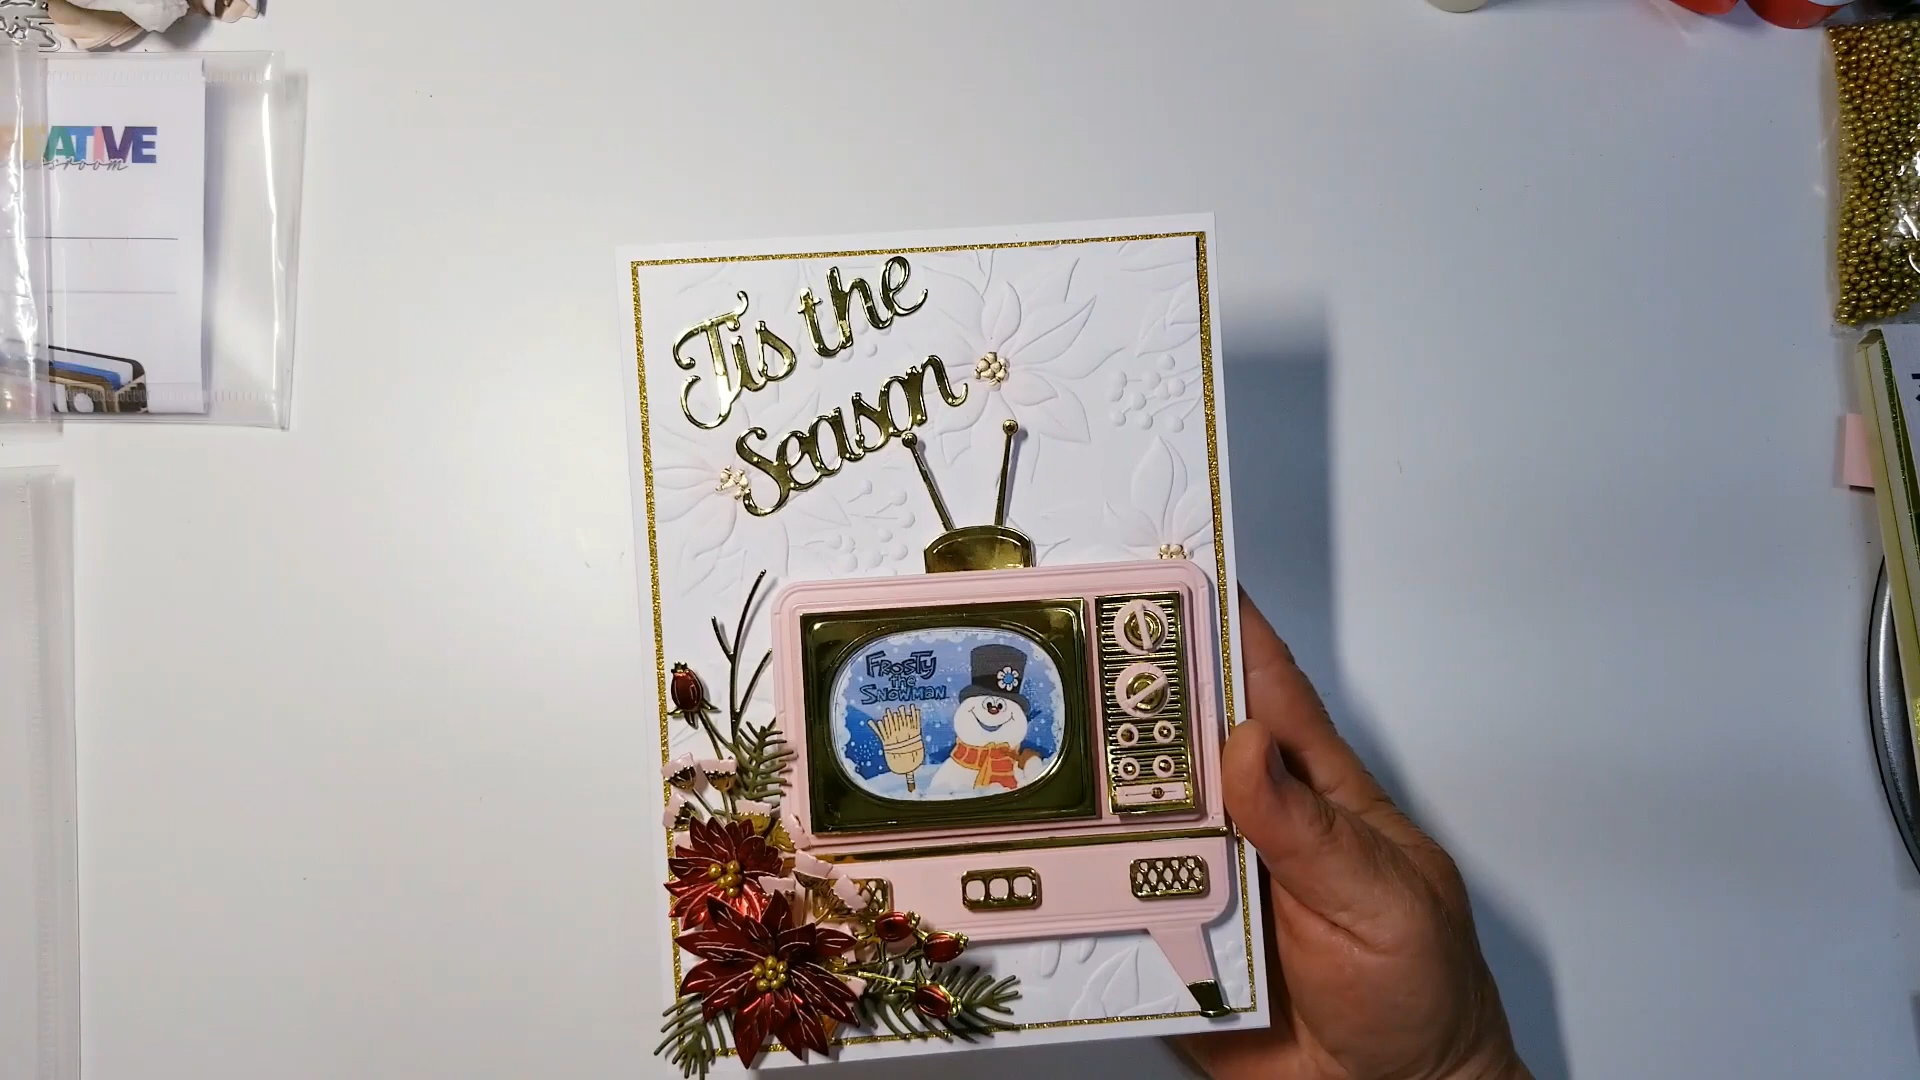 Tis the
season
FROSTY
the
SNOWMAN
ATIVE